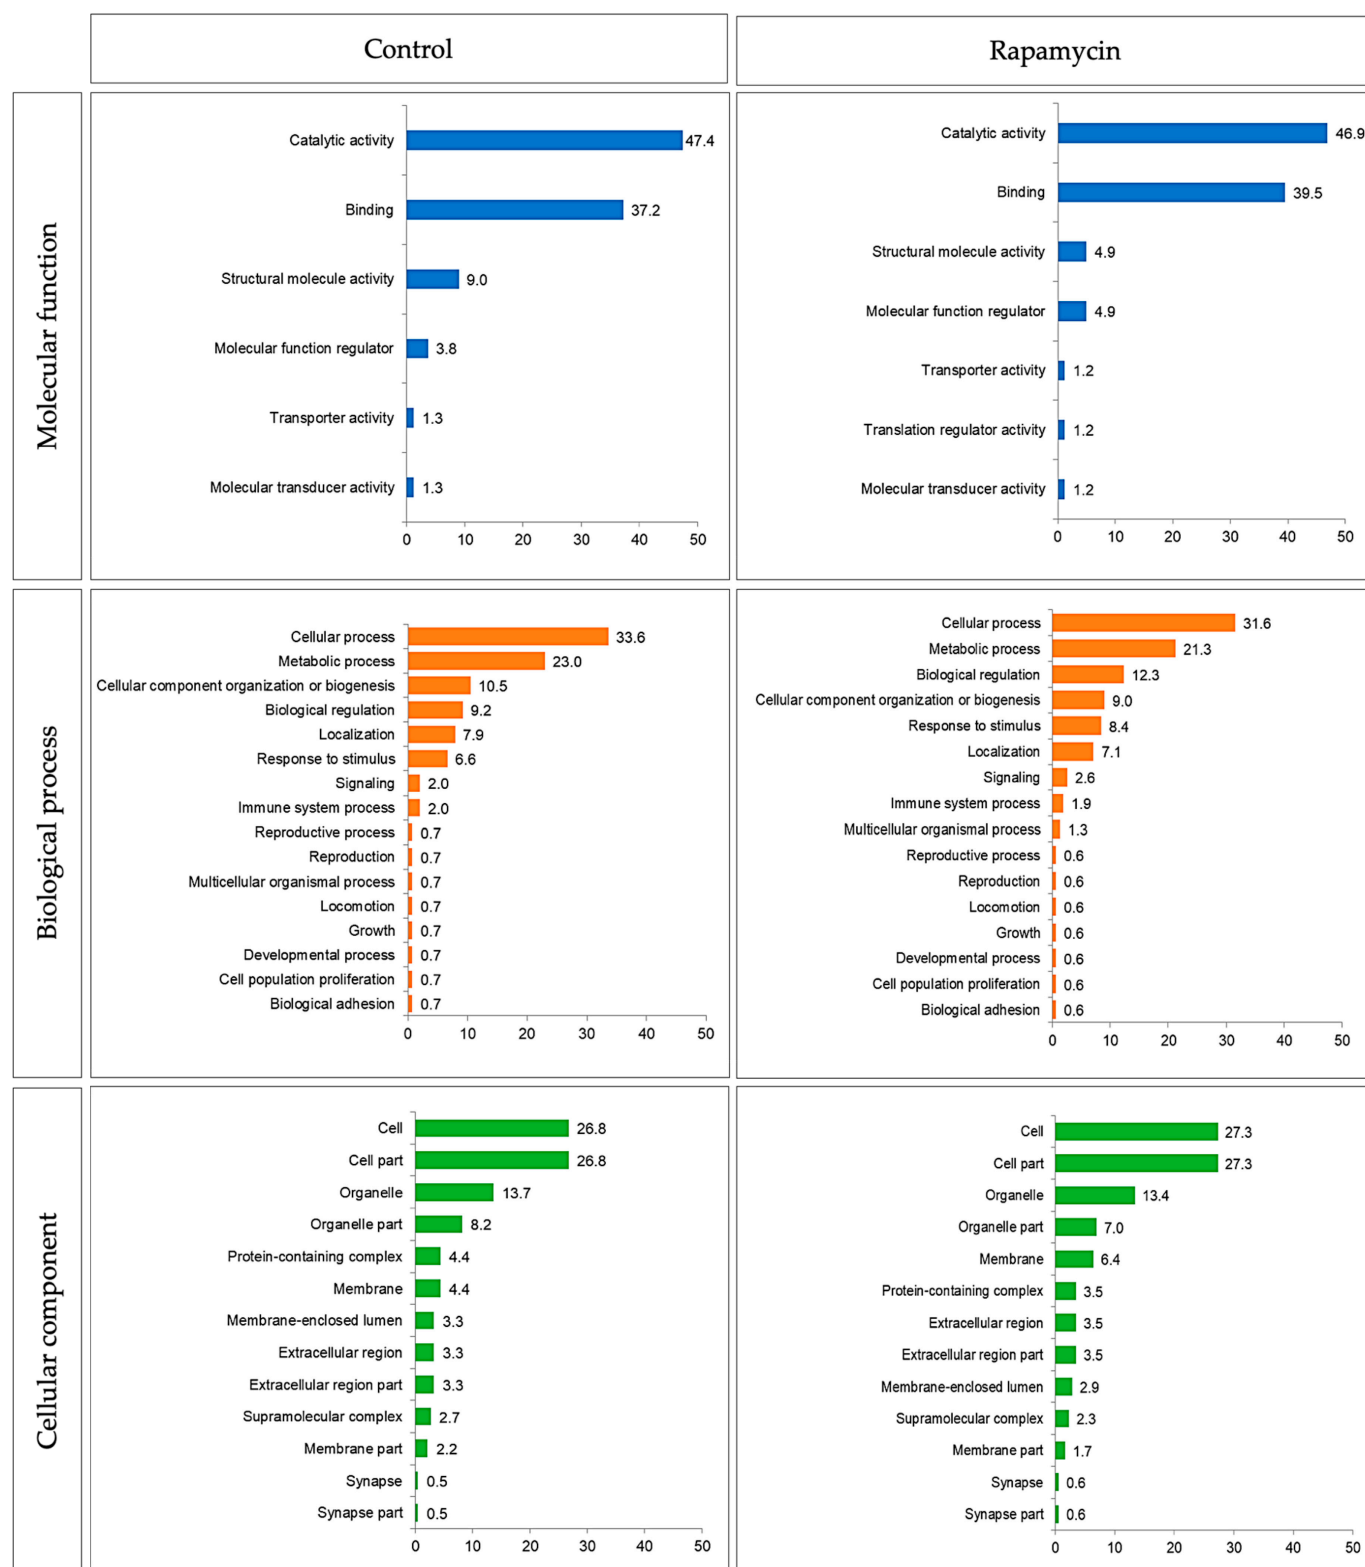 Control
Rapamycin
Molecular function
Catalytic activity 47.4
Binding 37.2
Structural molecule activity 9.0
Molecular function regulator 3.8
Transporter activity 1.3
Molecular transducer activity 1.3
0 10 20 30 40 50
Catalytic activity 46.9
Binding 39.5
Structural molecule activity 4.9
Molecular function regulator 4.9
Transporter activity 1.2
Translation regulator activity 1.2
Molecular transducer activity 1.2
0 10 20 30 40 50
Biological process
Cellular process 33.6
Metabolic process 23.0
Cellular component organization or biogenesis 10.5
Biological regulation 9.2
Localization 7.9
Response to stimulus 6.6
Signaling 2.0
Immune system process 2.0
Reproductive process 0.7
Reproduction 0.7
Multicellular organismal process 0.7
Locomotion 0.7
Growth 0.7
Developmental process 0.7
Cell population proliferation 0.7
Biological adhesion 0.7
0 10 20 30 40 50
Cellular process 31.6
Metabolic process 21.3
Biological regulation 12.3
Cellular component organization or biogenesis 9.0
Response to stimulus 8.4
Localization 7.1
Signaling 2.6
Immune system process 1.9
Multicellular organismal process 1.3
Reproductive process 0.6
Reproduction 0.6
Locomotion 0.6
Growth 0.6
Developmental process 0.6
Cell population proliferation 0.6
Biological adhesion 0.6
0 10 20 30 40 50
Cellular component
Cell 26.8
Cell part 26.8
Organelle 13.7
Organelle part 8.2
Protein-containing complex 4.4
Membrane 4.4
Membrane-enclosed lumen 3.3
Extracellular region 3.3
Extracellular region part 3.3
Supramolecular complex 2.7
Membrane part 2.2
Synapse 0.5
Synapse part 0.5
0 10 20 30 40 50
Cell 27.3
Cell part 27.3
Organelle 13.4
Organelle part 7.0
Membrane 6.4
Protein-containing complex 3.5
Extracellular region 3.5
Extracellular region part 3.5
Membrane-enclosed lumen 2.9
Supramolecular complex 2.3
Membrane part 1.7
Synapse 0.6
Synapse part 0.6
0 10 20 30 40 50